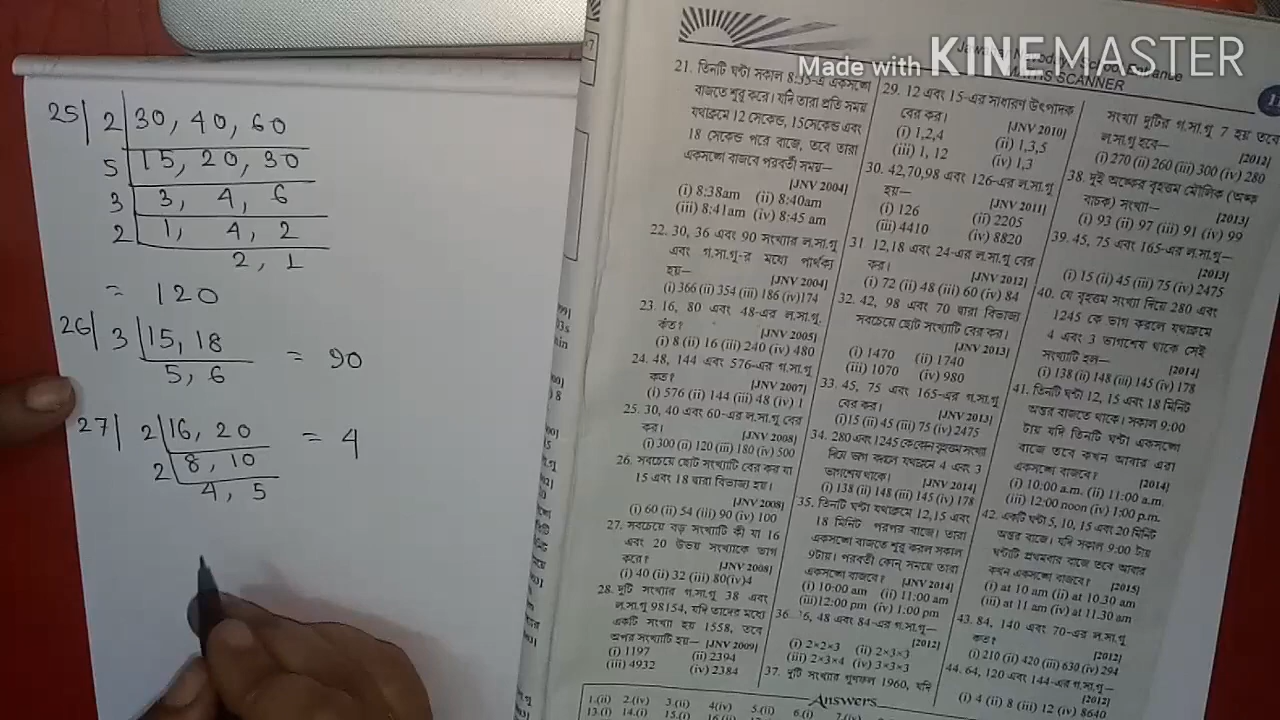 Made with KINEMASTER
25| 2 | 30, 40, 60
5 | 15, 20, 30
3 | 3, 4, 6
2 | 1, 4, 2
2, 1
= 120
26| 3 | 15, 18 = 90
5, 6
27| 2 | 16, 20 = 4
2 | 8, 10
4, 5
SCANNER
21. তিনটি ঘণ্টা সকাল 8:35-এ একসঙ্গে
বাজতে শুরু করে। যদি তারা প্রতি সময়
যথাক্রমে 12 সেকেন্ড, 15সেকেন্ড এবং
18 সেকেন্ড পরে বাজে, তবে তারা
একসঙ্গে বাজবে পরবর্তী সময়—
[JNV 2004]
(i) 8:38am (ii) 8:40am
(iii) 8:41am (iv) 8:45 am
22. 30, 36 এবং 90 সংখ্যার ল.সা.গু
এবং গ.সা.গু-র মধ্যে পার্থক্য
হয়—
[JNV 2004]
(i) 366 (ii) 354 (iii) 186 (iv)174
23. 16, 80 এবং 48-এর ল.সা.গু.
কত?
[JNV 2005]
(i) 8 (ii) 16 (iii) 240 (iv) 480
24. 48, 144 এবং 576-এর গ.সা.গু
কত?
[JNV 2007]
(i) 576 (ii) 144 (iii) 48 (iv) 1
25. 30, 40 এবং 60-এর ল.সা.গু বের
কর।
[JNV 2008]
(i) 300 (ii) 120 (iii) 180 (iv) 500
26. সবচেয়ে ছোট সংখ্যাটি বের কর যা
15 এবং 18 দ্বারা বিভাজ্য হয়।
[JNV 2008]
(i) 60 (ii) 54 (iii) 90 (iv) 100
27. সবচেয়ে বড় সংখ্যাটি কী যা 16
এবং 20 উভয় সংখ্যাকে ভাগ
করে?
[JNV 2008]
(i) 40 (ii) 32 (iii) 80(iv)4
28. দুটি সংখ্যার গ.সা.গু 38 এবং
ল.সা.গু 98154, যদি তাদের মধ্যে
একটি সংখ্যা হয় 1558, তবে
অপর সংখ্যাটি হয়— [JNV 2009]
(i) 1197 (ii) 2394
(iii) 4932 (iv) 2384
29. 12 এবং 15-এর সাধারণ উৎপাদক
বের কর।
[JNV 2010]
(i) 1,2,4 (ii) 1,3,5
(iii) 1, 12 (iv) 1,3
30. 42,70,98 এবং 126-এর ল.সা.গু
হয়—
[JNV 2011]
(i) 126 (ii) 2205
(iii) 4410 (iv) 8820
31 12,18 এবং 24-এর ল.সা.গু বের
কর।
[JNV 2012]
(i) 72 (ii) 48 (iii) 60 (iv) 84
32. 42, 98 এবং 70 দ্বারা বিভাজ্য
সবচেয়ে ছোট সংখ্যাটি বের কর।
[JNV 2013]
(i) 1470 (ii) 1740
(iii) 1070 (iv) 980
33. 45, 75 এবং 165-এর গ.সা.গু
বের কর।
[JNV 2013]
(i)15 (ii) 45 (iii) 75 (iv) 2475
34. 280 এবং 1245 কে কোন বৃহত্তম সংখ্যা
দিয়ে ভাগ করলে যথাক্রমে 4 এবং 3
ভাগশেষ থাকে?
[JNV 2014]
(i) 138 (ii) 148 (iii) 145 (iv) 178
35. তিনটি ঘণ্টা যথাক্রমে 12,15 এবং
18 মিনিট পরপর বাজে। তারা
একসঙ্গে বাজতে শুরু করল সকাল
9টায়। পরবর্তী কোন্ সময়ে তারা
একসঙ্গে বাজবে? [JNV 2014]
(i) 10:00 am (ii) 11:00 am
(iii)12:00 pm (iv) 1:00 pm
48 এবং 84-এর গ.সা.গু—
[2012]
(i) 2×2×3 (ii) 2×3×3
(iii) 2×3×4 (iv) 3×3×3
37. দুটি সংখ্যার গুণফল 1960, যদি
সংখ্যা দুটির গ.সা.গু 7 হয় তবে
ল.সা.গু হবে—
[2012]
(i) 270 (ii) 260 (iii) 300 (iv) 280
38. দুই অঙ্কের বৃহত্তম মৌলিক (অঙ্ক
বাচক) সংখ্যা—
[2013]
(i) 93 (ii) 97 (iii) 91 (iv) 99
39. 45, 75 এবং 165-এর ল.সা.গু—
[2013]
(i) 15 (ii) 45 (iii) 75 (iv) 2475
40. যে বৃহত্তম সংখ্যা দিয়ে 280 এবং
1245 কে ভাগ করলে যথাক্রমে
4 এবং 3 ভাগশেষ থাকে সেই
সংখ্যাটি হল—
[2014]
(i) 138 (ii) 148 (iii) 145 (iv) 178
41. তিনটি ঘণ্টা 12, 15 এবং 18 মিনিট
অন্তর বাজতে থাকে। সকাল 9:00
টায় যদি তিনটি ঘণ্টা একসঙ্গে
বাজে তবে কখন আবার এরা
একসঙ্গে বাজবে?
[2014]
(i) 10:00 a.m. (ii) 11:00 a.m.
(iii) 12:00 noon (iv) 1:00 p.m.
42. একটি ঘণ্টা 5, 10, 15 এবং 20 মিনিট
অন্তর বাজে। যদি সকাল 9:00 টায়
ঘণ্টাটি প্রথমবার বাজে তবে আবার
কখন একসঙ্গে বাজবে?
[2015]
(i) at 10 am (ii) at 10.30 am
(iii) at 11 am (iv) at 11.30 am
43. 84, 140 এবং 70-এর ল.সা.গু
কত?
[2012]
(i) 210 (ii) 420 (iii) 630 (iv) 294
44. 64, 120 এবং 144-এর গ.সা.গু—
[2012]
(i) 4 (ii) 8 (iii) 12 (iv) 8640
Answers
1.(ii) 2.(iv) 3.(ii) 4(iv) 5.(ii) 6.(i)